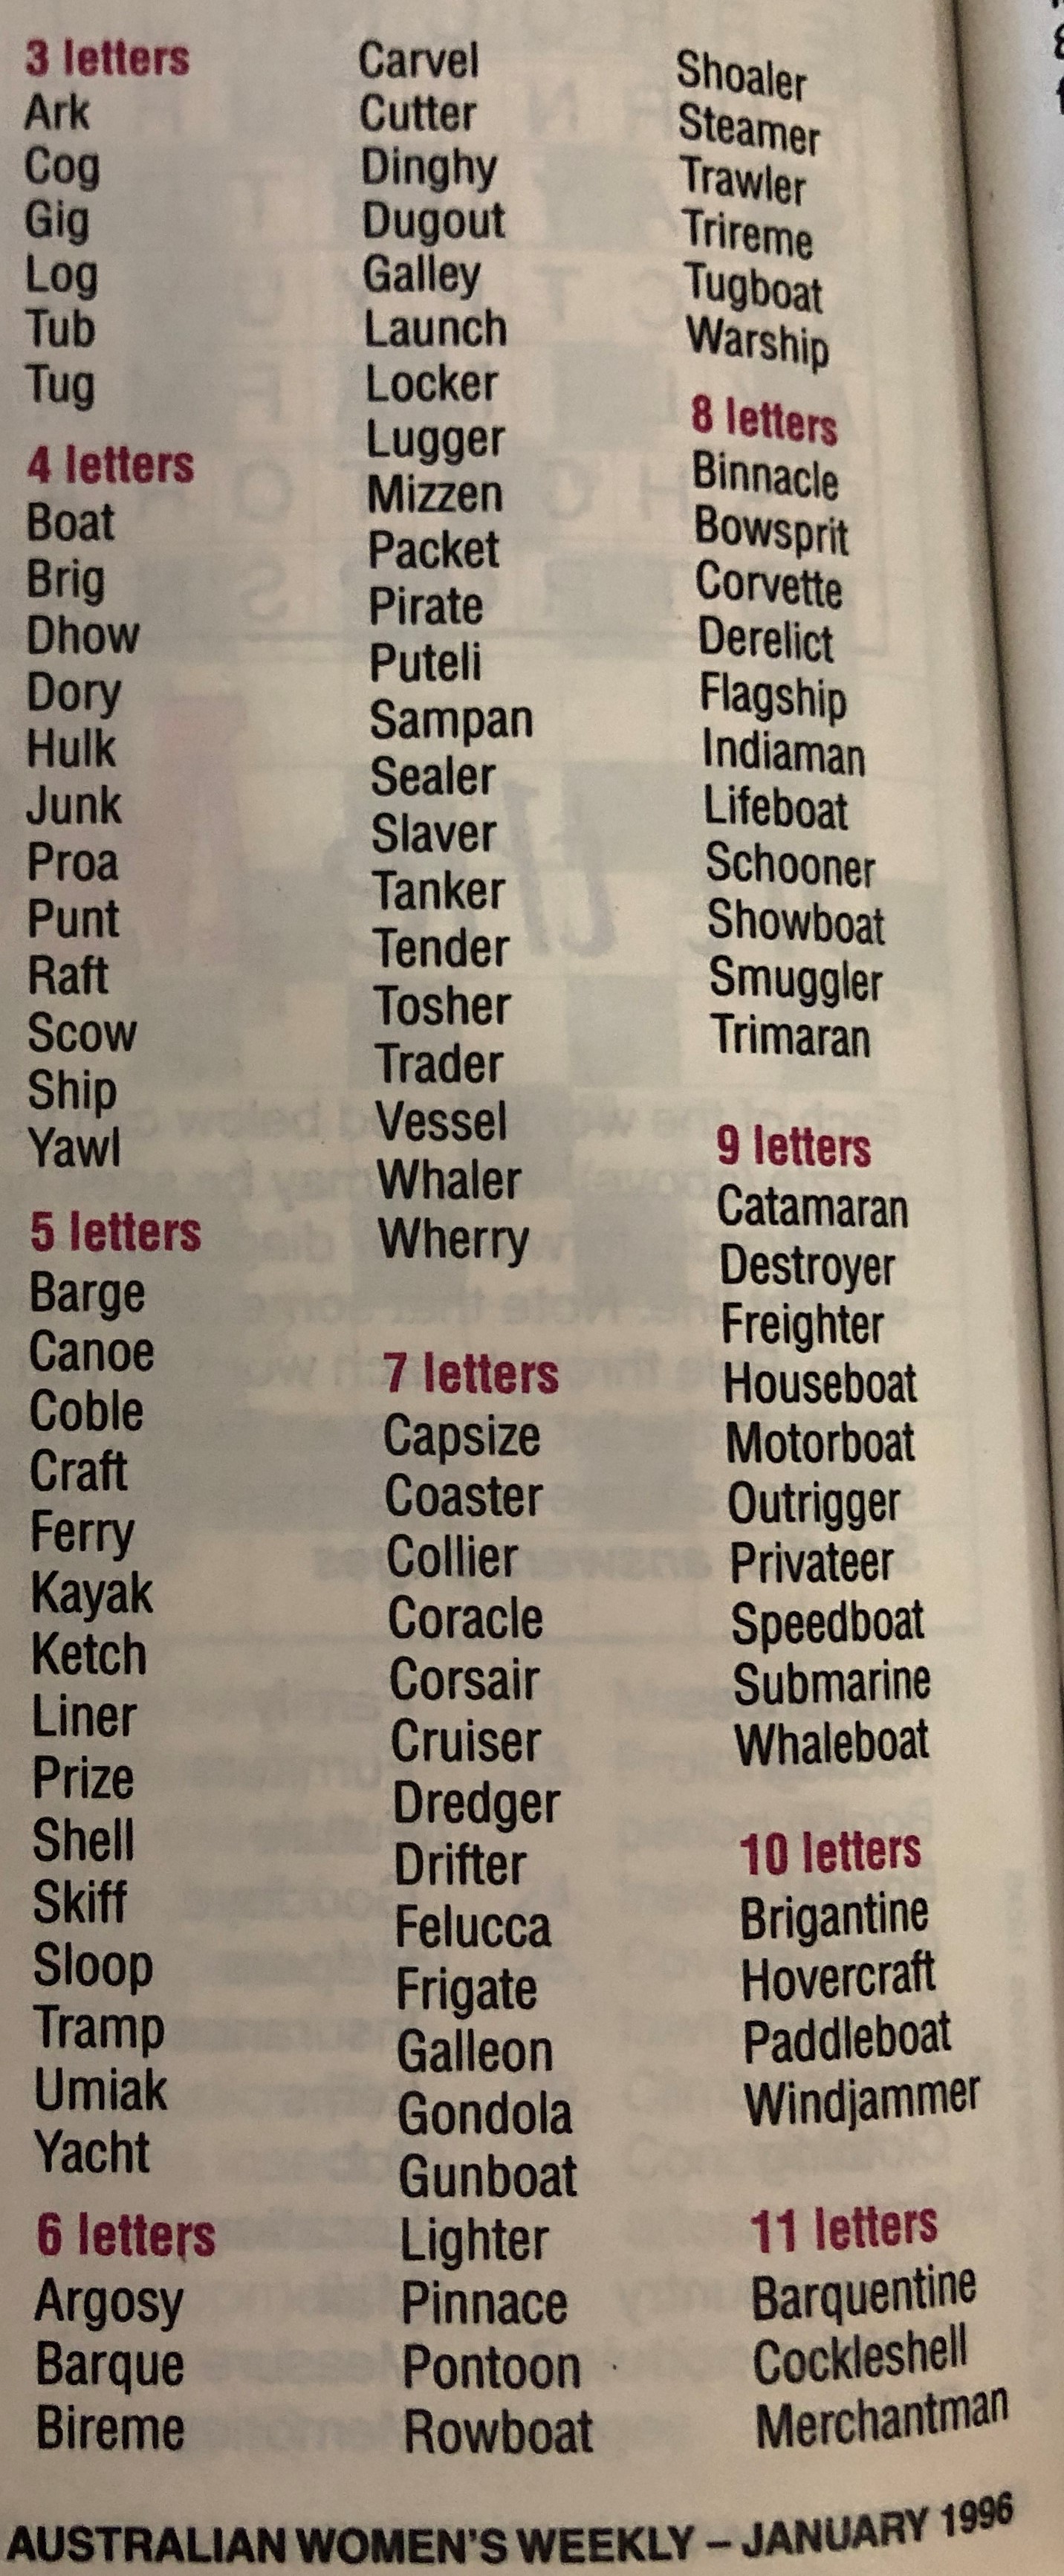 3 letters
Ark
Cog
Gig
Log
Tub
Tug
4 letters
Boat
Brig
Dhow
Dory
Hulk
Junk
Proa
Punt
Raft
Scow
Ship
Yawl
5 letters
Barge
Canoe
Coble
Craft
Ferry
Kayak
Ketch
Liner
Prize
Shell
Skiff
Sloop
Tramp
Umiak
Yacht
6 letters
Argosy
Barque
Bireme
Carvel
Cutter
Dinghy
Dugout
Galley
Launch
Locker
Lugger
Mizzen
Packet
Pirate
Puteli
Sampan
Sealer
Slaver
Tanker
Tender
Tosher
Trader
Vessel
Whaler
Wherry
7 letters
Capsize
Coaster
Collier
Coracle
Corsair
Cruiser
Dredger
Drifter
Felucca
Frigate
Galleon
Gondola
Gunboat
Lighter
Pinnace
Pontoon
Rowboat
Shoaler
Steamer
Trawler
Trireme
Tugboat
Warship
8 letters
Binnacle
Bowsprit
Corvette
Derelict
Flagship
Indiaman
Lifeboat
Schooner
Showboat
Smuggler
Trimaran
9 letters
Catamaran
Destroyer
Freighter
Houseboat
Motorboat
Outrigger
Privateer
Speedboat
Submarine
Whaleboat
10 letters
Brigantine
Hovercraft
Paddleboat
Windjammer
11 letters
Barquentine
Cockleshell
Merchantman
AUSTRALIAN WOMEN'S WEEKLY – JANUARY 1996